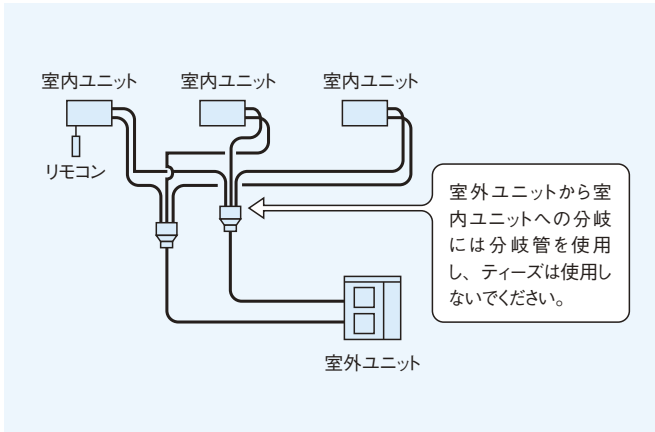 室内ユニット
室内ユニット
室内ユニット
リモコン
室外ユニットから室
内ユニットへの分岐
には分岐管を使用
し、ティーズは使用し
ないでください。
室外ユニット